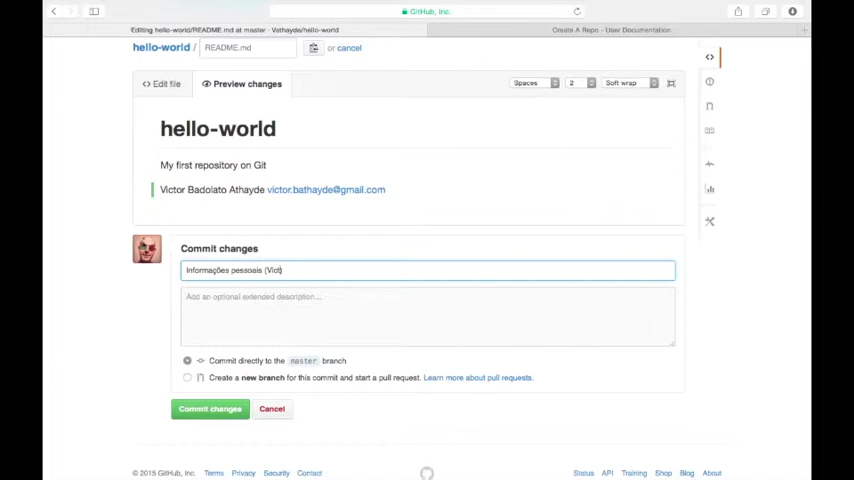 GitHub, Inc.
Editing hello-world/README.md at master · Vathayde/hello-world
Create A Repo - User Documentation
hello-world / README.md or cancel
Edit file Preview changes Spaces 2 Soft wrap
hello-world
My first repository on Git
Victor Badolato Athayde victor.bathayde@gmail.com
Commit changes
Informações pessoais (Vict)
Add an optional extended description...
Commit directly to the master branch
Create a new branch for this commit and start a pull request. Learn more about pull requests.
Commit changes Cancel
© 2015 GitHub, Inc. Terms Privacy Security Contact Status API Training Shop Blog About